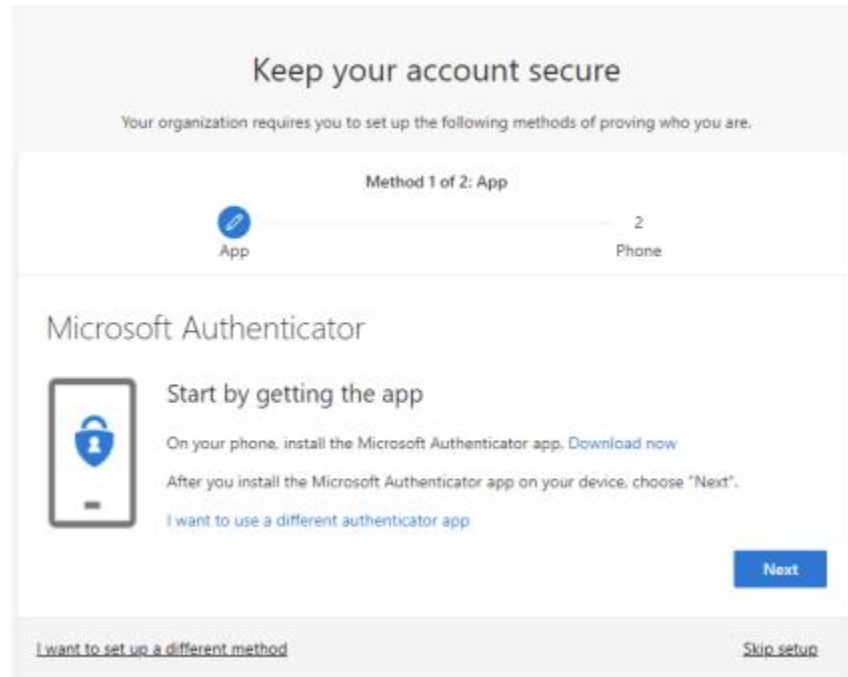 Keep your account secure
Your organization requires you to set up the following methods of proving who you are.
Method 1 of 2: App
2
App
Phone
Microsoft Authenticator
Start by getting the app
On your phone, install the Microsoft Authenticator app. Download now
After you install the Microsoft Authenticator app on your device, choose "Next".
I want to use a different authenticator app
Next
I want to set up a different method
Skip setup